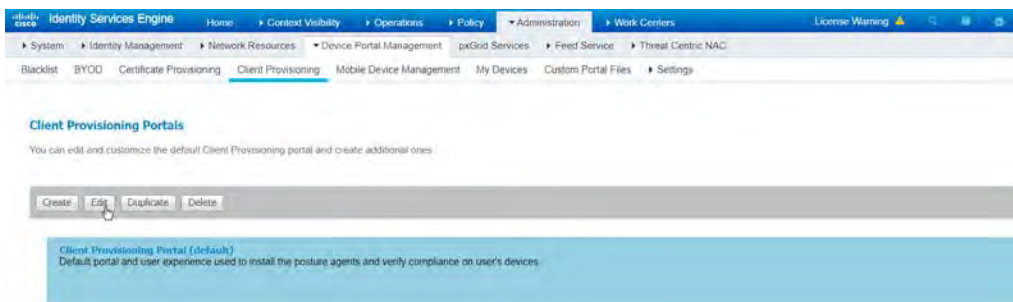 cisco Identity Services Engine Home Context Visibility Operations Policy Administration Work Centers License Warning
System Identity Management Network Resources Device Portal Management pxGrid Services Feed Service Threat Centric NAC
Blacklist BYOD Certificate Provisioning Client Provisioning Mobile Device Management My Devices Custom Portal Files Settings
Client Provisioning Portals
You can edit and customize the default Client Provisioning portal and create additional ones
Create Edit Duplicate Delete
Client Provisioning Portal (default)
Default portal and user experience used to install the posture agents and verify compliance on user's devices